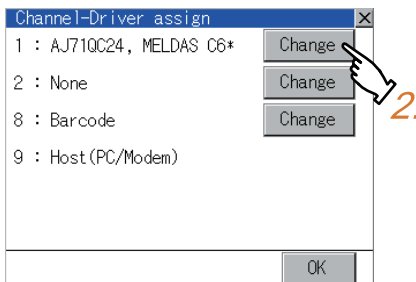 Channel-Driver assign ×
1 : AJ71QC24, MELDAS C6* Change
2 : None Change
2.
8 : Barcode Change
9 : Host(PC/Modem)
OK